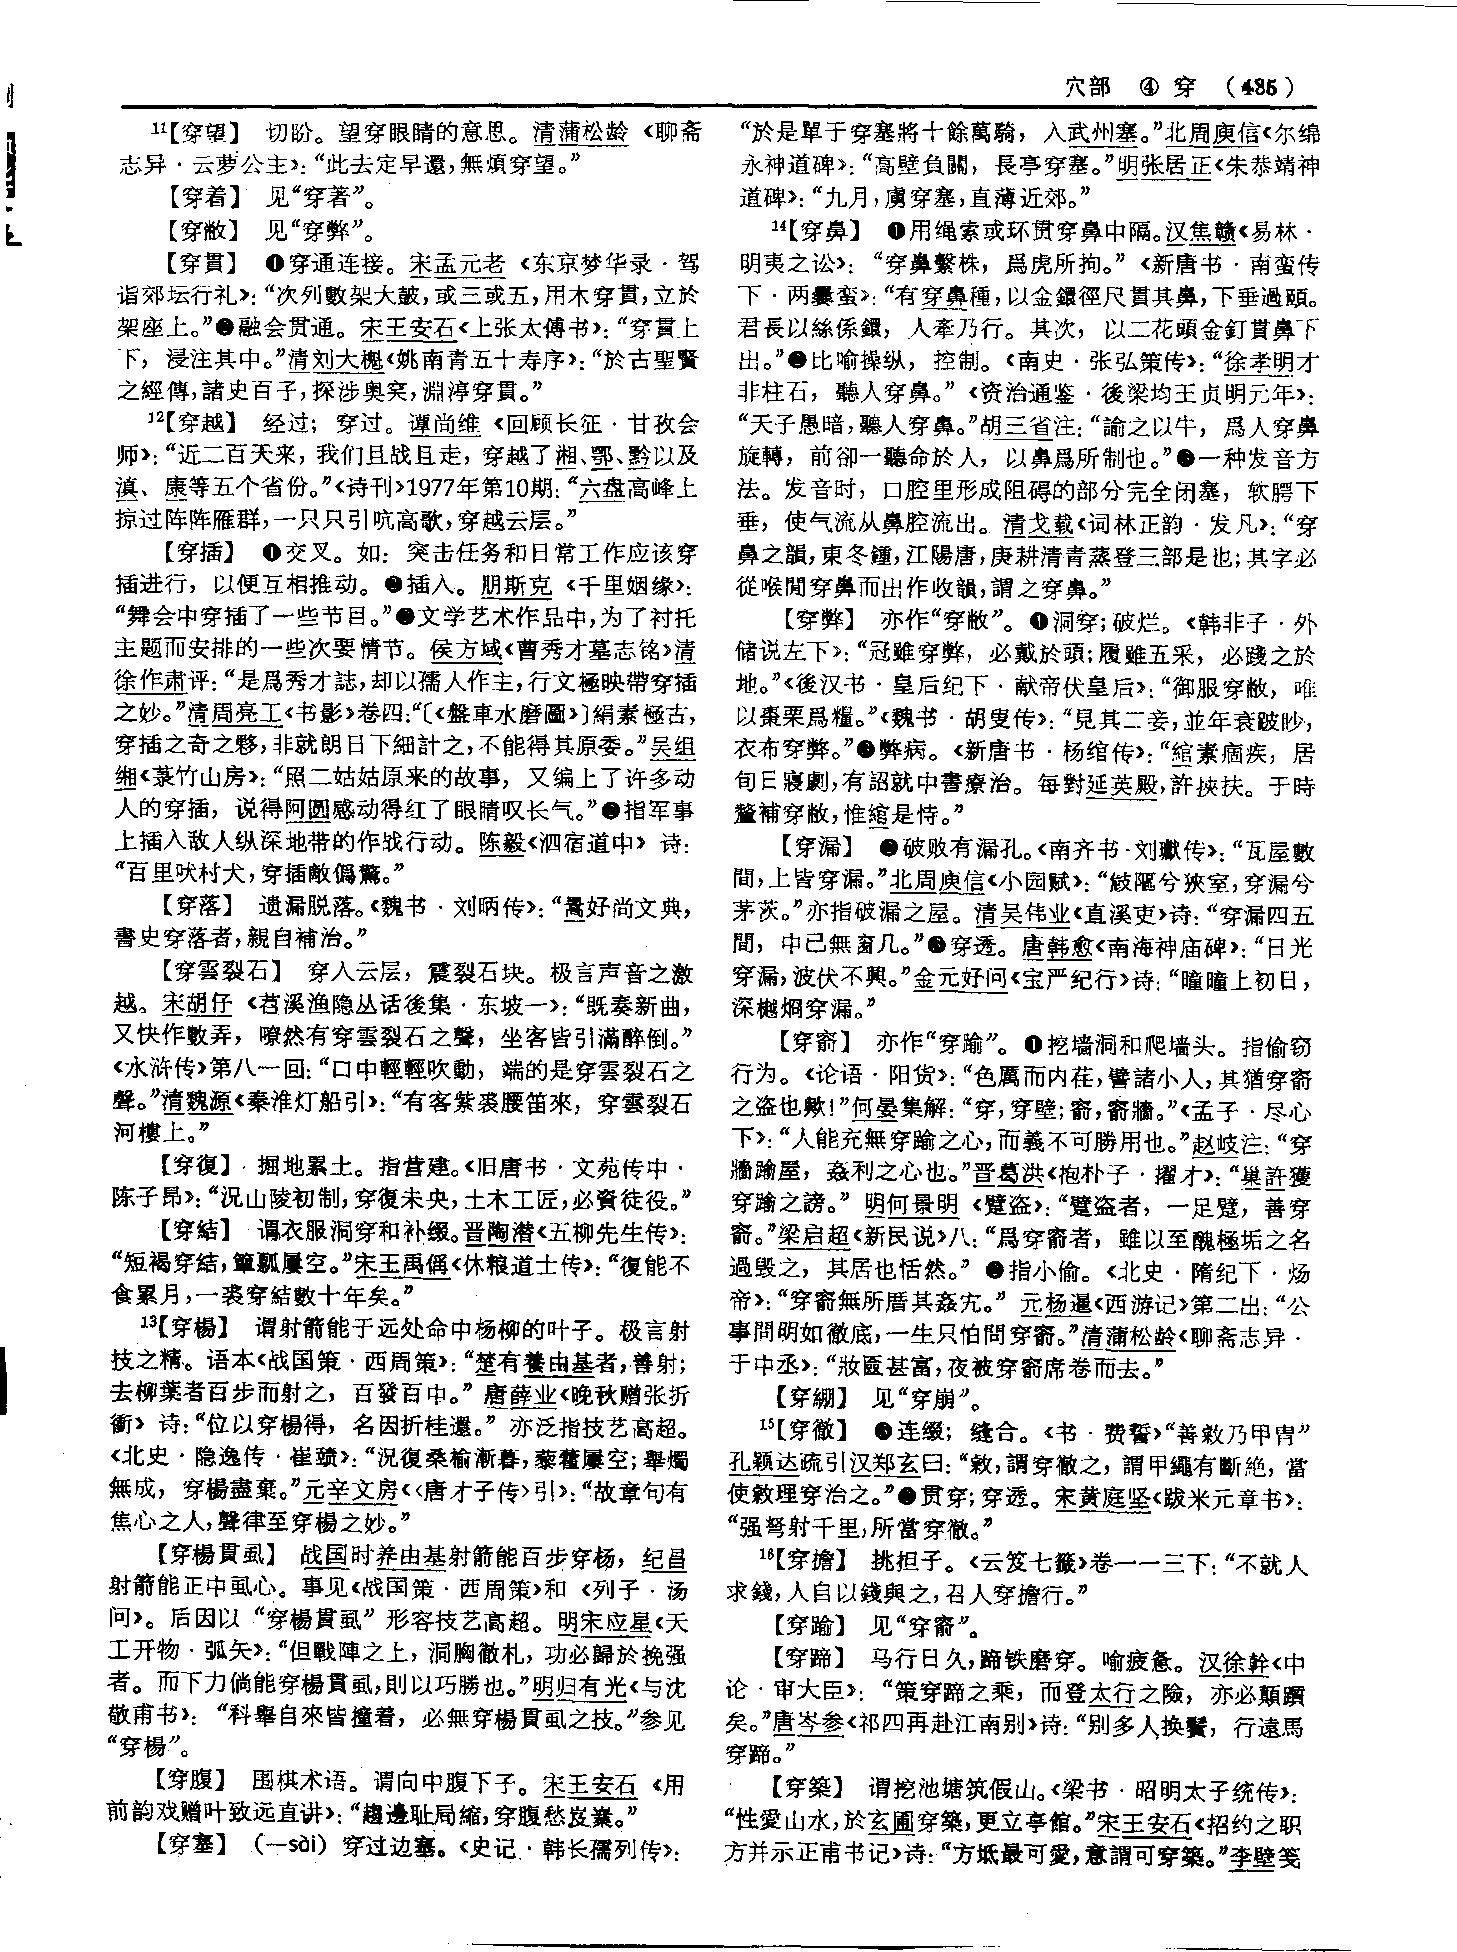 穴部 ④ 穿 （435）
11【穿望】 切盼。望穿眼睛的意思。清蒲松龄《聊斋
志异·云萝公主》：“此去定早還，無煩穿望。”
【穿着】 见“穿著”。
【穿敝】 见“穿弊”。
【穿貫】 ❶穿通连接。宋孟元老《东京梦华录·驾
诣郊坛行礼》：“次列數架大皷，或三或五，用木穿貫，立於
架座上。”❷融会贯通。宋王安石《上张太傅书》：“穿貫上
下，浸注其中。”清刘大櫆《姚南青五十寿序》：“於古聖賢
之經傳，諸史百子，探涉奥突，淵渟穿貫。”
12【穿越】 经过；穿过。谭尚维《回顾长征·甘孜会
师》：“近二百天来，我们且战且走，穿越了湘、鄂、黔以及
滇、康等五个省份。”《诗刊》1977年第10期：“六盘高峰上
掠过阵阵雁群，一只只引吭高歌，穿越云层。”
【穿插】 ❶交叉。如：突击任务和日常工作应该穿
插进行，以便互相推动。❷插入。朋斯克《千里姻缘》：
“舞会中穿插了一些节目。”❸文学艺术作品中，为了衬托
主题而安排的一些次要情节。侯方域《曹秀才墓志铭》清
徐作肃评：“是爲秀才誌，却以孺人作主，行文極映帶穿插
之妙。”清周亮工《书影》卷四：“〔《盤車水磨圖》〕絹素極古，
穿插之奇之夥，非就朗日下細計之，不能得其原委。”吴组
缃《菉竹山房》：“照二姑姑原来的故事，又编上了许多动
人的穿插，说得阿圆感动得红了眼睛叹长气。”❹指军事
上插入敌人纵深地带的作战行动。陈毅《泗宿道中》诗：
“百里吠村犬，穿插敵僞驚。”
【穿落】 遗漏脱落。《魏书·刘昞传》：“暠好尚文典，
書史穿落者，親自補治。”
【穿雲裂石】 穿入云层，震裂石块。极言声音之激
越。宋胡仔《苕溪渔隐丛话後集·东坡一》：“既奏新曲，
又快作數弄，嘹然有穿雲裂石之聲，坐客皆引滿醉倒。”
《水浒传》第八一回：“口中輕輕吹動，端的是穿雲裂石之
聲。”清魏源《秦淮灯船引》：“有客紫裘腰笛來，穿雲裂石
河樓上。”
【穿復】 掘地累土。指营建。《旧唐书·文苑传中·
陈子昂》：“況山陵初制，穿復未央，土木工匠，必資徒役。”
【穿結】 谓衣服洞穿和补缀。晋陶潜《五柳先生传》：
“短褐穿結，簞瓢屢空。”宋王禹偁《休粮道士传》：“復能不
食累月，一裘穿結數十年矣。”
13【穿楊】 谓射箭能于远处命中杨柳的叶子。极言射
技之精。语本《战国策·西周策》：“楚有養由基者，善射；
去柳葉者百步而射之，百發百中。”唐薛业《晚秋赠张折
衝》诗：“位以穿楊得，名因折桂還。”亦泛指技艺高超。
《北史·隐逸传·崔赜》：“況復桑榆漸暮，藜藿屢空；舉燭
無成，穿楊盡棄。”元辛文房《〈唐才子传〉引》：“故章句有
焦心之人，聲律至穿楊之妙。”
【穿楊貫虱】 战国时养由基射箭能百步穿杨，纪昌
射箭能正中虱心。事见《战国策·西周策》和《列子·汤
问》。后因以“穿楊貫虱”形容技艺高超。明宋应星《天
工开物·弧矢》：“但戰陣之上，洞胸徹札，功必歸於挽强
者。而下力倘能穿楊貫虱，則以巧勝也。”明归有光《与沈
敬甫书》：“科舉自來皆撞着，必無穿楊貫虱之技。”参见
“穿楊”。
【穿腹】 围棋术语。谓向中腹下子。宋王安石《用
前韵戏赠叶致远直讲》：“趨邊耻局縮，穿腹愁岌嶪。”
【穿塞】 （—sài）穿过边塞。《史记·韩长孺列传》：
“於是單于穿塞將十餘萬騎，入武州塞。”北周庾信《尔绵
永神道碑》：“高壁負關，長亭穿塞。”明张居正《朱恭靖神
道碑》：“九月，虜穿塞，直薄近郊。”
14【穿鼻】 ❶用绳索或环贯穿鼻中隔。汉焦赣《易林·
明夷之讼》：“穿鼻繫株，爲虎所拘。”《新唐书·南蛮传
下·两爨蛮》：“有穿鼻種，以金鐶徑尺貫其鼻，下垂過頤。
君長以絲係鐶，人牽乃行。其次，以二花頭金釘貫鼻下
出。”❷比喻操纵，控制。《南史·张弘策传》：“徐孝明才
非柱石，聽人穿鼻。”《资治通鉴·後梁均王贞明元年》：
“天子愚暗，聽人穿鼻。”胡三省注：“諭之以牛，爲人穿鼻
旋轉，前卻一聽命於人，以鼻爲所制也。”❸一种发音方
法。发音时，口腔里形成阻碍的部分完全闭塞，软腭下
垂，使气流从鼻腔流出。清戈载《词林正韵·发凡》：“穿
鼻之韻，東冬鍾，江陽唐，庚耕清青蒸登三部是也；其字必
從喉間穿鼻而出作收韻，謂之穿鼻。”
【穿弊】 亦作“穿敝”。❶洞穿；破烂。《韩非子·外
储说左下》：“冠雖穿弊，必戴於頭；履雖五采，必踐之於
地。”《後汉书·皇后纪下·献帝伏皇后》：“御服穿敝，唯
以棗栗爲糧。”《魏书·胡叟传》：“見其二妾，並年衰跛眇，
衣布穿弊。”❷弊病。《新唐书·杨绾传》：“綰素痼疾，居
旬日寖劇，有詔就中書療治。每對延英殿，許挾扶。于時
釐補穿敝，惟綰是恃。”
【穿漏】 ❶破败有漏孔。《南齐书·刘瓛传》：“瓦屋數
間，上皆穿漏。”北周庾信《小园赋》：“敧隔兮狹室，穿漏兮
茅茨。”亦指破漏之屋。清吴伟业《直溪吏》诗：“穿漏四五
間，中已無窗几。”❷穿透。唐韩愈《南海神庙碑》：“日光
穿漏，波伏不興。”金元好问《宝严纪行》诗：“曈曈上初日，
深樾炯穿漏。”
【穿窬】 亦作“穿踰”。❶挖墙洞和爬墙头。指偷窃
行为。《论语·阳货》：“色厲而内荏，譬諸小人，其猶穿窬
之盗也歟！”何晏集解：“穿，穿壁；窬，窬牆。”《孟子·尽心
下》：“人能充無穿踰之心，而義不可勝用也。”赵岐注：“穿
牆踰屋，姦利之心也。”晋葛洪《抱朴子·擢才》：“巢許獲
穿踰之謗。”明何景明《躄盗》：“躄盗者，一足躄，善穿
窬。”梁启超《新民说》八：“爲穿窬者，雖以至醜極垢之名
過毁之，其居也恬然。”❷指小偷。《北史·隋纪下·炀
帝》：“穿窬無所厝其姦宄。”元杨暹《西游记》第二出：“公
事問明如徹底，一生只怕問穿窬。”清蒲松龄《聊斋志异·
于中丞》：“妝匳甚富，夜被穿窬席卷而去。”
【穿綳】 见“穿崩”。
15【穿徹】 ❶连缀；缝合。《书·费誓》“善敹乃甲冑”
孔颖达疏引汉郑玄曰：“敹，謂穿徹之，謂甲繩有斷絶，當
使敹理穿治之。”❷贯穿；穿透。宋黄庭坚《跋米元章书》：
“强弩射千里，所當穿徹。”
16【穿擔】 挑担子。《云笈七籤》卷一一三下：“不就人
求錢，人自以錢與之，召人穿擔行。”
【穿踰】 见“穿窬”。
【穿蹄】 马行日久，蹄铁磨穿。喻疲惫。汉徐幹《中
论·审大臣》：“策穿蹄之乘，而登太行之險，亦必顛躓
矣。”唐岑参《祁四再赴江南别》诗：“别多人换鬢，行遠馬
穿蹄。”
【穿築】 谓挖池塘筑假山。《梁书·昭明太子统传》：
“性愛山水，於玄圃穿築，更立亭館。”宋王安石《招约之职
方并示正甫书记》诗：“方坻最可愛，意謂可穿築。”李壁笺